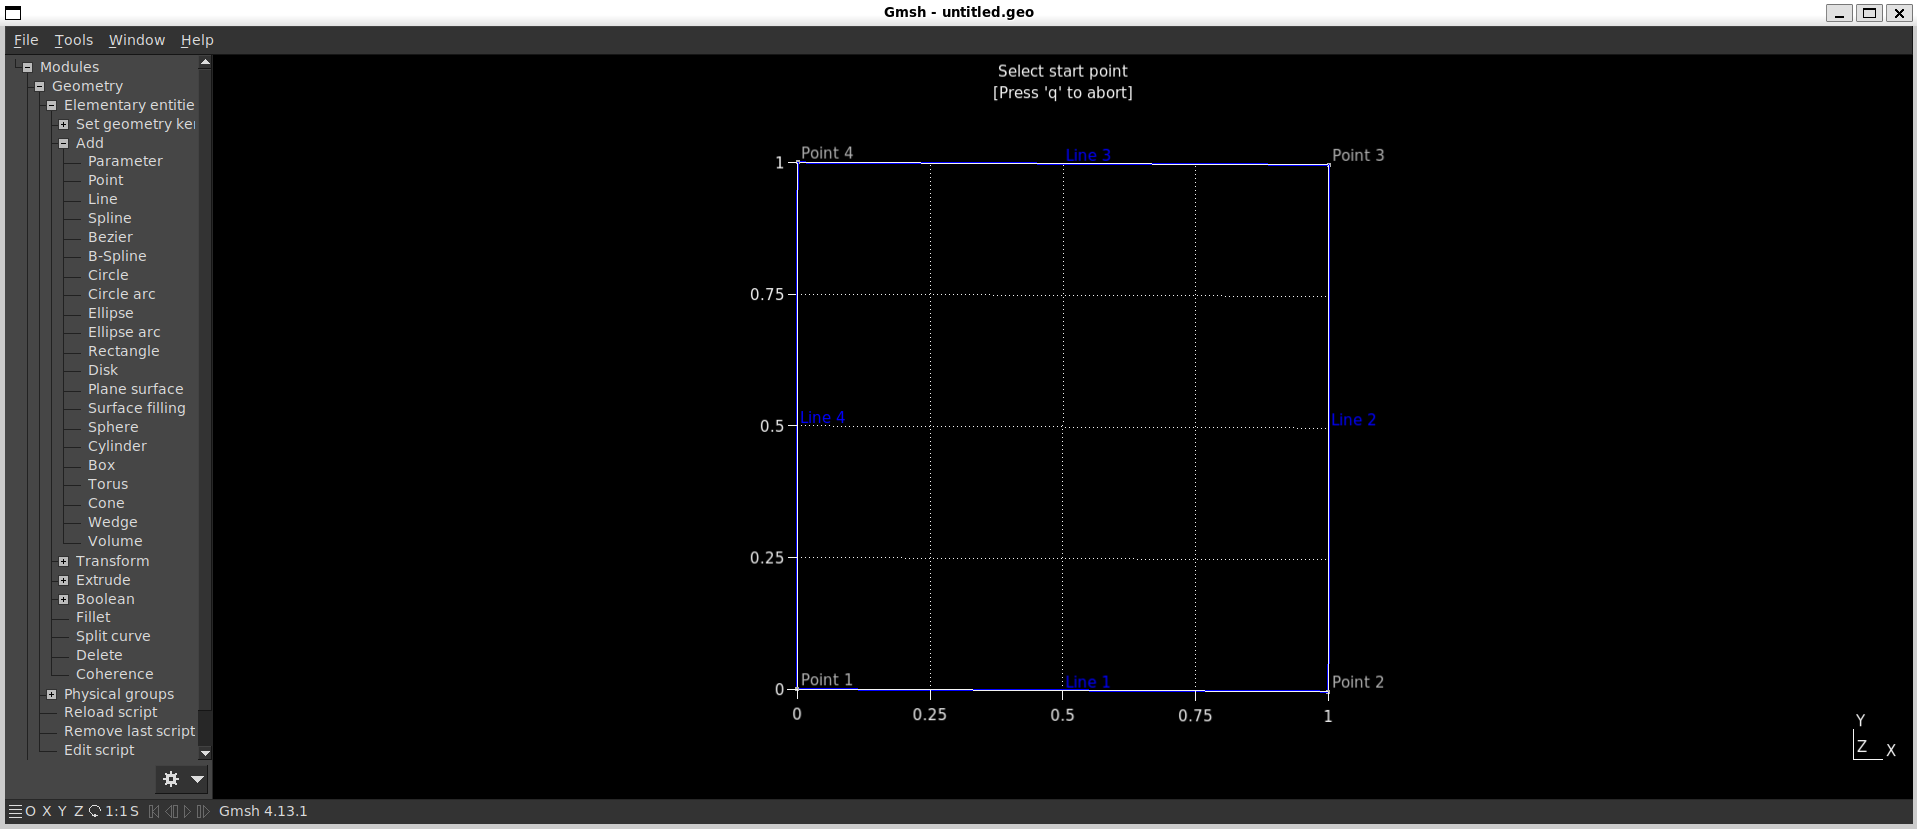 Gmsh - untitled.geo
File Tools Window Help
Modules
Geometry
Elementary entitie
Set geometry ke
Add
Parameter
Point
Line
Spline
Bezier
B-Spline
Circle
Circle arc
Ellipse
Ellipse arc
Rectangle
Disk
Plane surface
Surface filling
Sphere
Cylinder
Box
Torus
Cone
Wedge
Volume
Transform
Extrude
Boolean
Fillet
Split curve
Delete
Coherence
Physical groups
Reload script
Remove last script
Edit script
Select start point
[Press 'q' to abort]
Point 4
Line 3
Point 3
1
0.75
0.5
Line 4
Line 2
0.25
0
Point 1
Line 1
Point 2
0 0.25 0.5 0.75 1
Y
Z X
O X Y Z 1:1 S
Gmsh 4.13.1